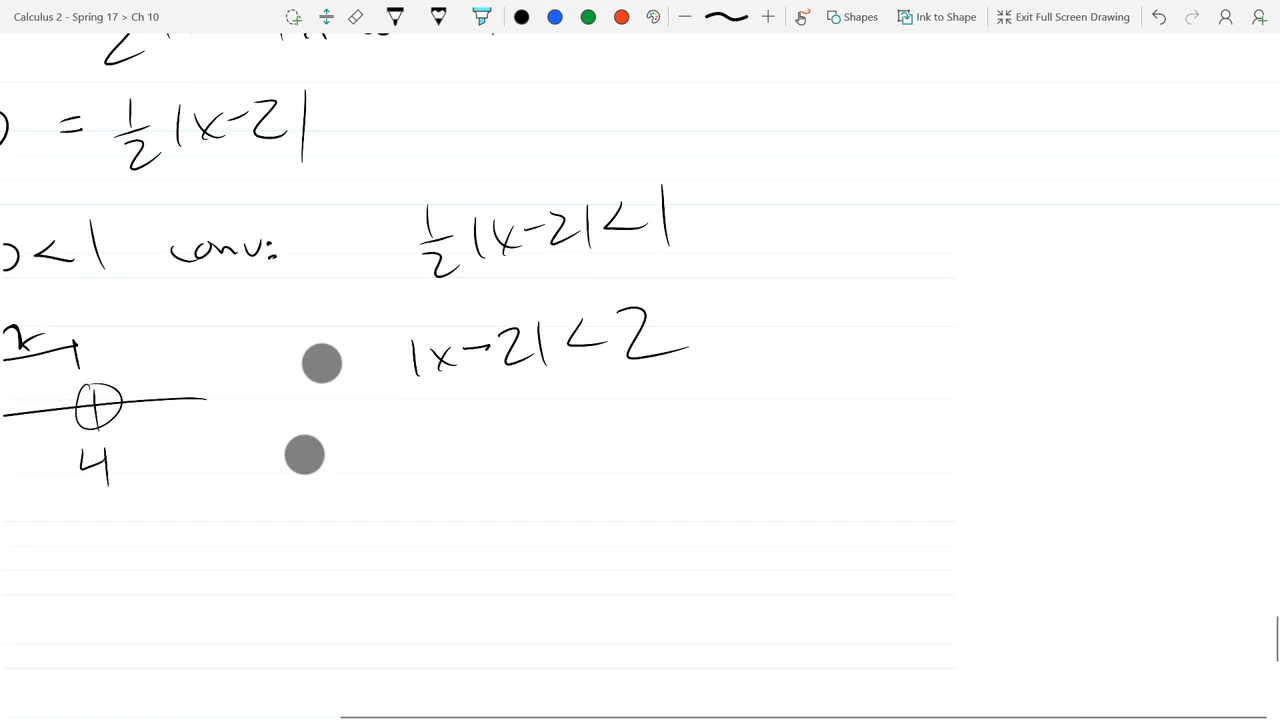 Calculus 2 - Spring 17 > Ch 10
Shapes
Ink to Shape
Exit Full Screen Drawing
2
= 1/2 |x-2|
<1 conv:
1/2 |x-2| < 1
|x-2| < 2
4